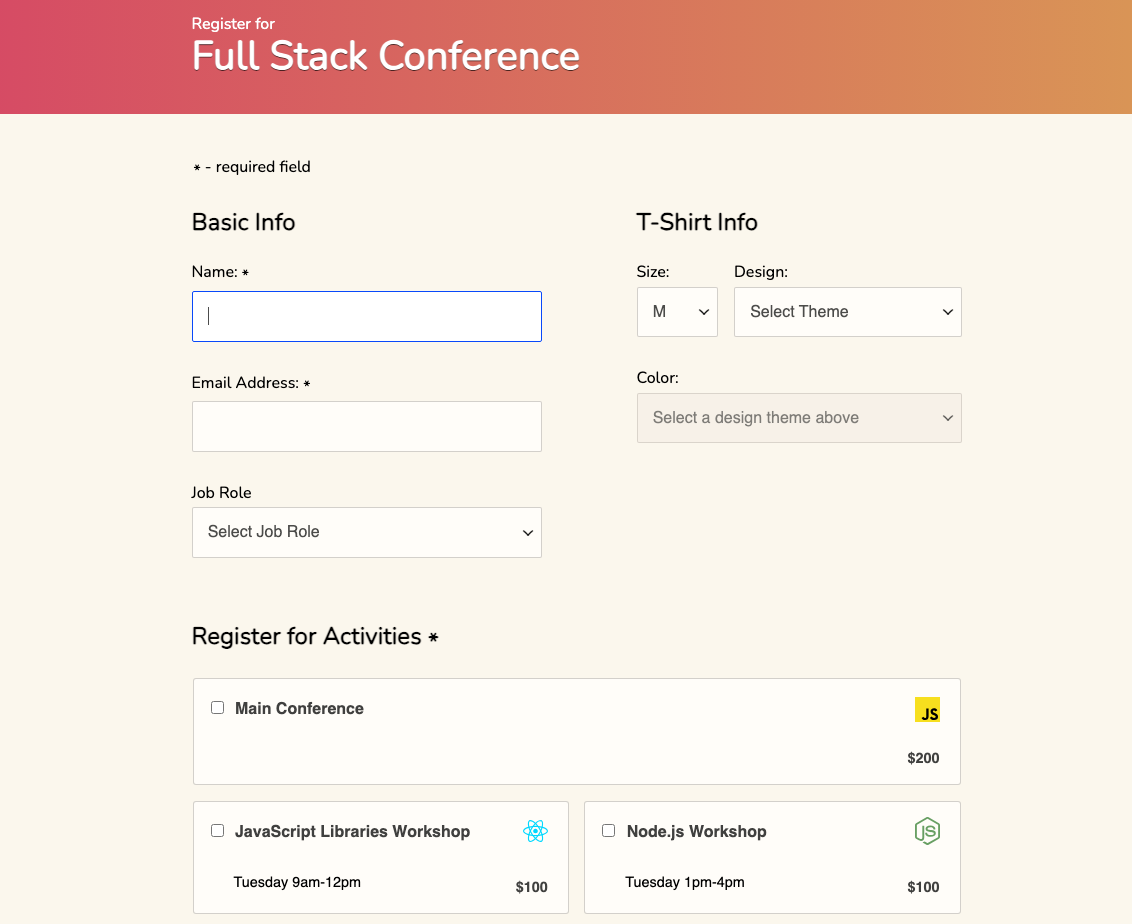 Register for
Full Stack Conference
* - required field
Basic Info
Name: *
Email Address: *
Job Role
Select Job Role
T-Shirt Info
Size:
Design:
M
Select Theme
Color:
Select a design theme above
Register for Activities *
Main Conference
JS
$200
JavaScript Libraries Workshop
Tuesday 9am-12pm
$100
Node.js Workshop
JS
Tuesday 1pm-4pm
$100